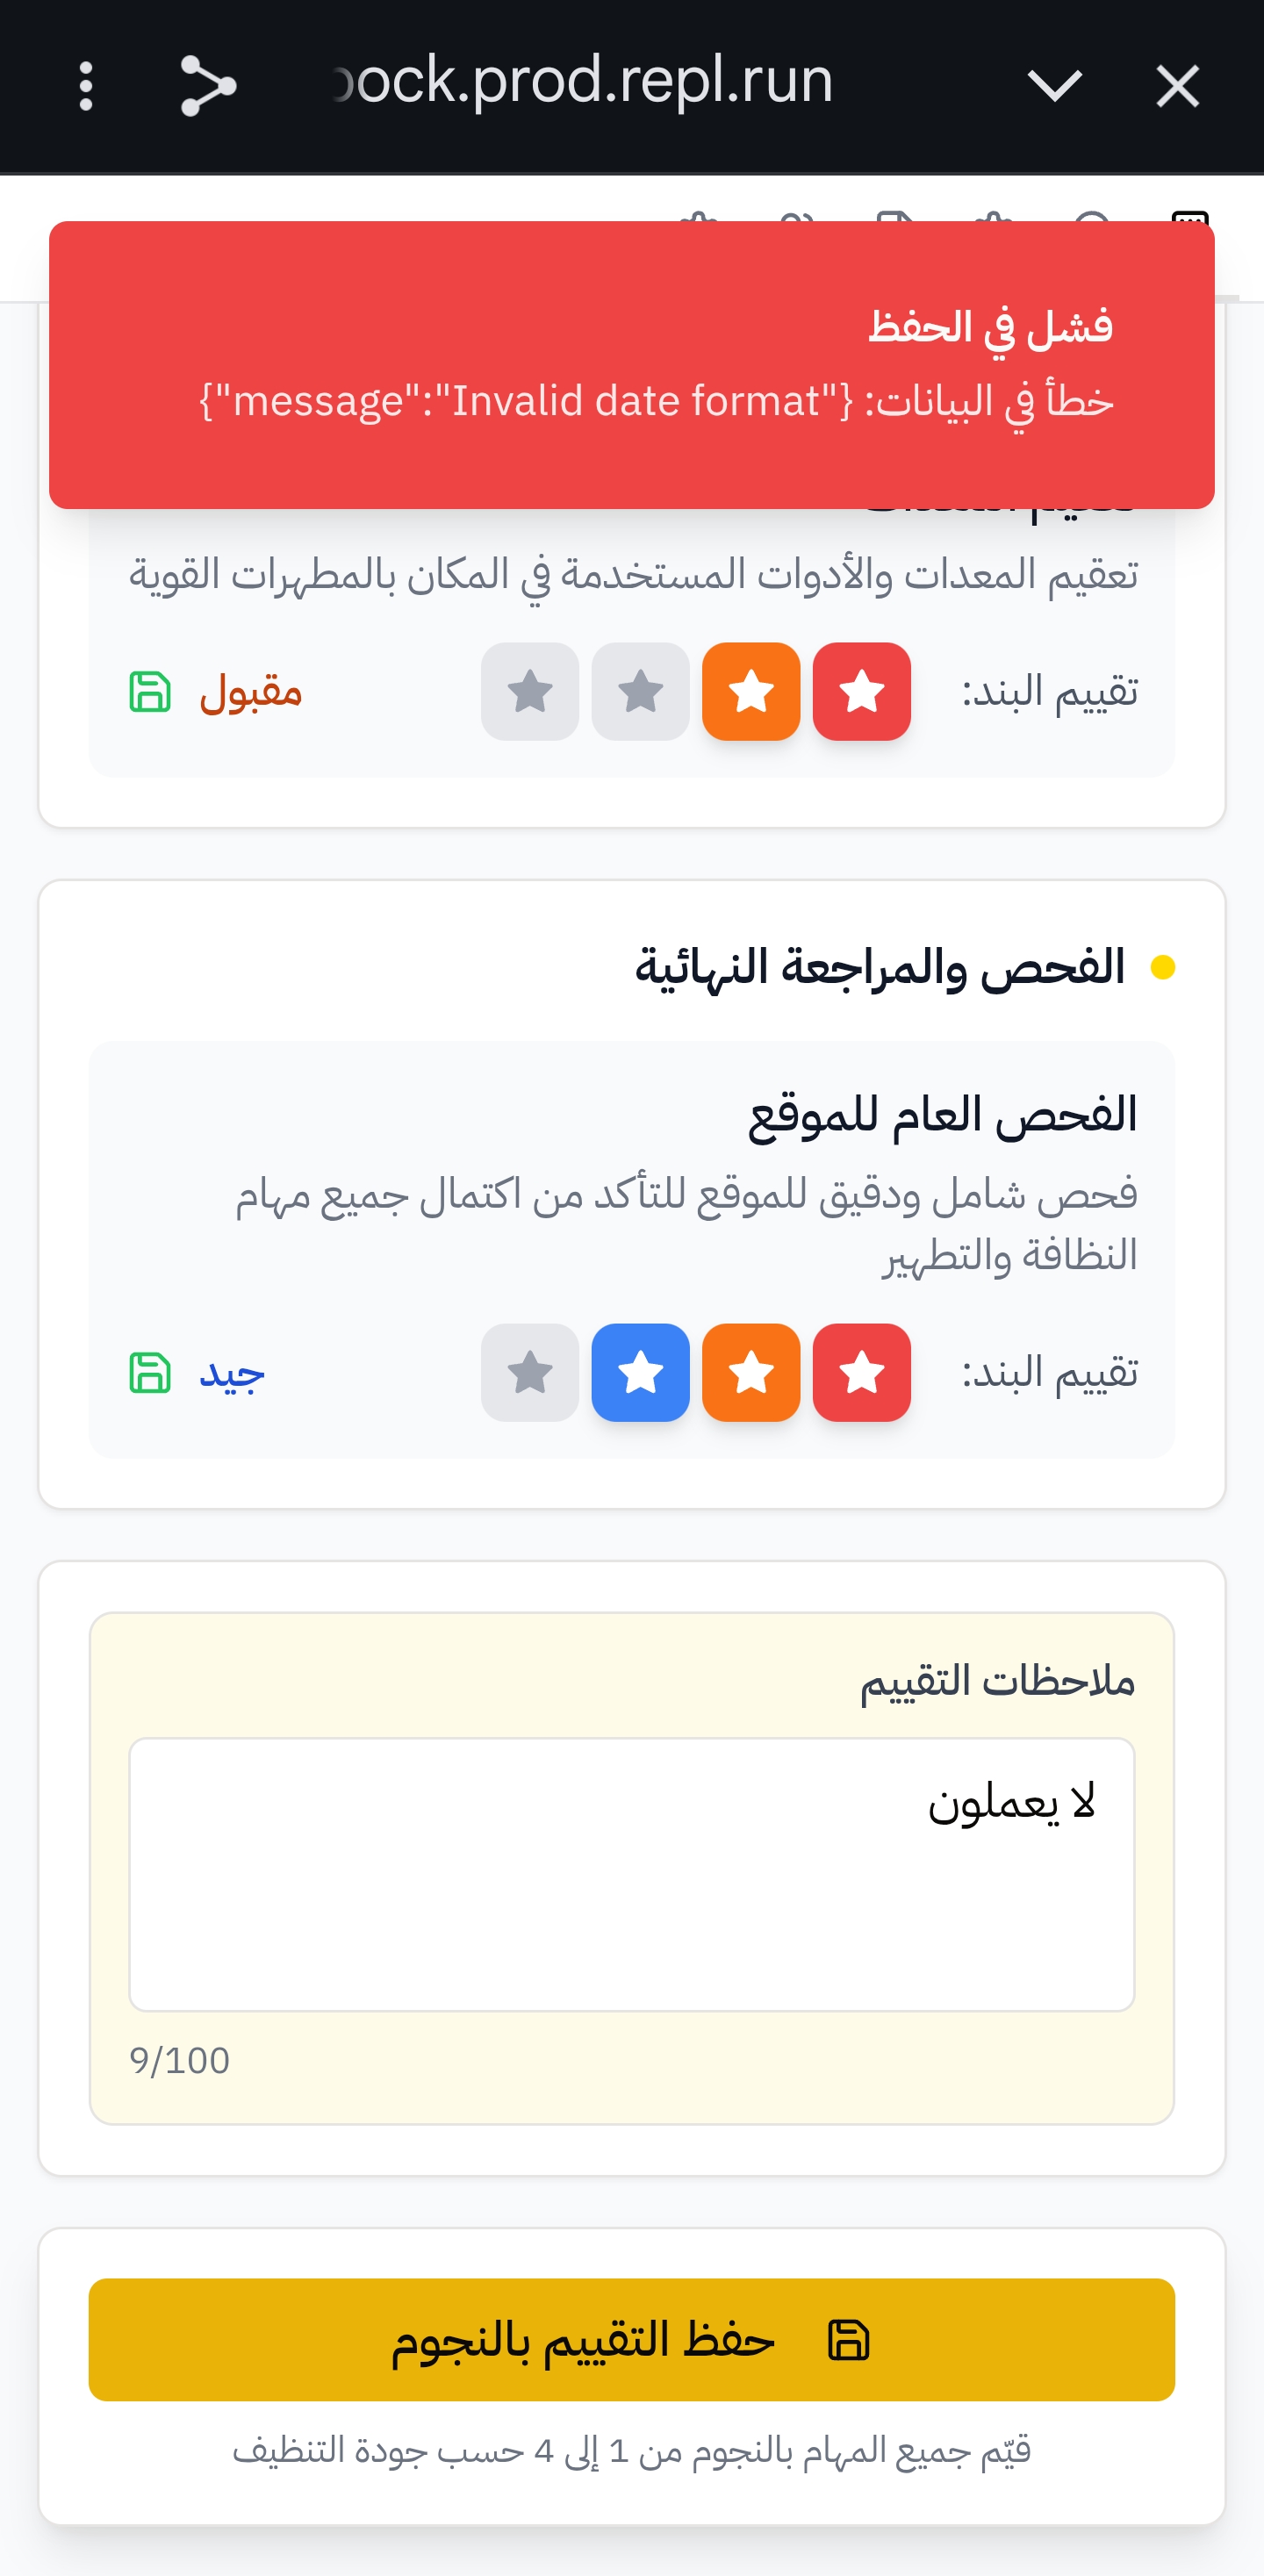 ock.prod.repl.run
فشل في الحفظ
خطأ في البيانات: {"message":"Invalid date format"}
تعقيم المعدات والأدوات المستخدمة في المكان بالمطهرات القوية
تقييم البند:
مقبول
الفحص والمراجعة النهائية
الفحص العام للموقع
فحص شامل ودقيق للموقع للتأكد من اكتمال جميع مهام
النظافة والتطهير
تقييم البند:
جيد
ملاحظات التقييم
لا يعملون
9/100
حفظ التقييم بالنجوم
قيّم جميع المهام بالنجوم من 1 إلى 4 حسب جودة التنظيف